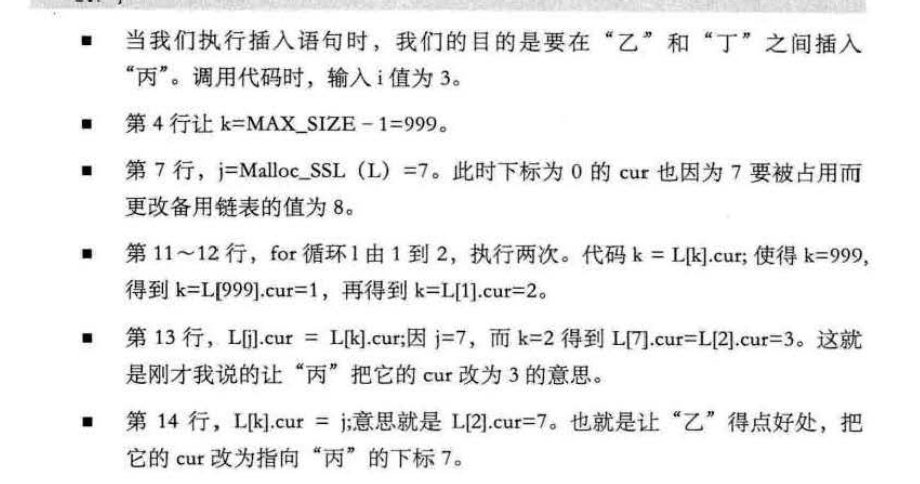 ■ 当我们执行插入语句时，我们的目的是要在“乙”和“丁”之间插入
“丙”。调用代码时，输入 i 值为 3。
■ 第 4 行让 k=MAX_SIZE－1=999。
■ 第 7 行，j=Malloc_SSL（L）=7。此时下标为 0 的 cur 也因为 7 要被占用而
更改备用链表的值为 8。
■ 第 11～12 行，for 循环 l 由 1 到 2，执行两次。代码 k = L[k].cur; 使得 k=999,
得到 k=L[999].cur=1，再得到 k=L[1].cur=2。
■ 第 13 行，L[j].cur = L[k].cur;因 j=7，而 k=2 得到 L[7].cur=L[2].cur=3。这就
是刚才我说的让“丙”把它的 cur 改为 3 的意思。
■ 第 14 行，L[k].cur = j;意思就是 L[2].cur=7。也就是让“乙”得点好处，把
它的 cur 改为指向“丙”的下标 7。